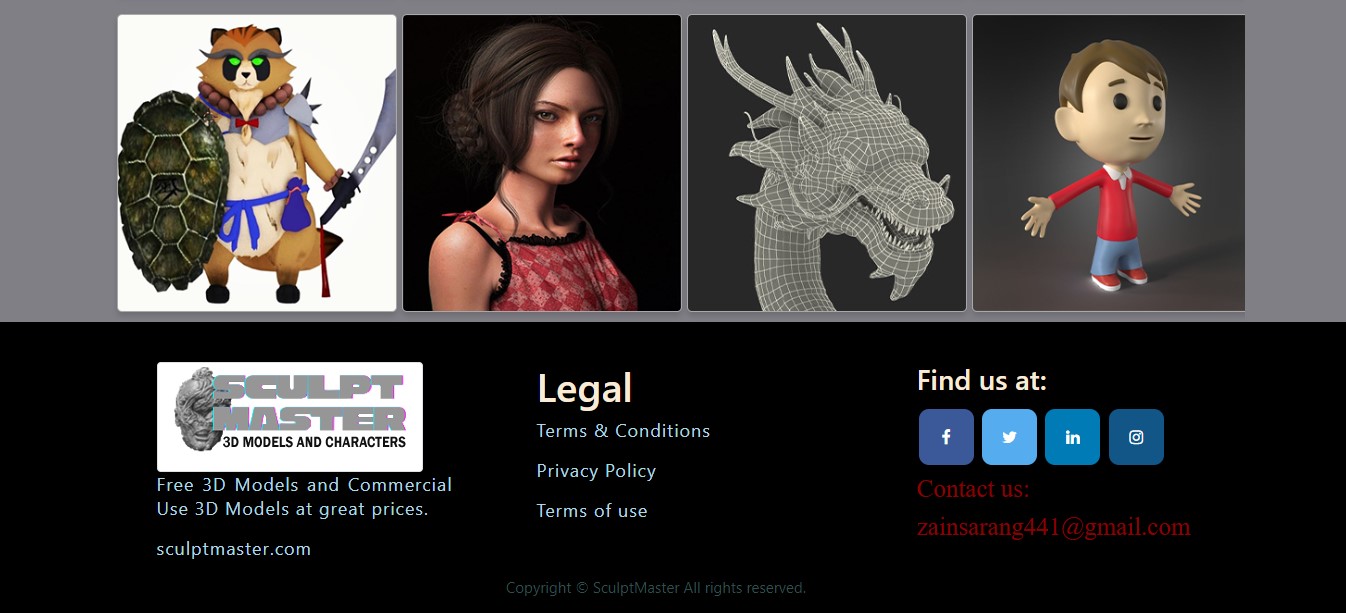 SCULPT
MASTER
3D MODELS AND CHARACTERS
Free 3D Models and Commercial
Use 3D Models at great prices.
sculptmaster.com
Legal
Terms & Conditions
Privacy Policy
Terms of use
Find us at:
Contact us:
zainsarang441@gmail.com
Copyright © SculptMaster All rights reserved.